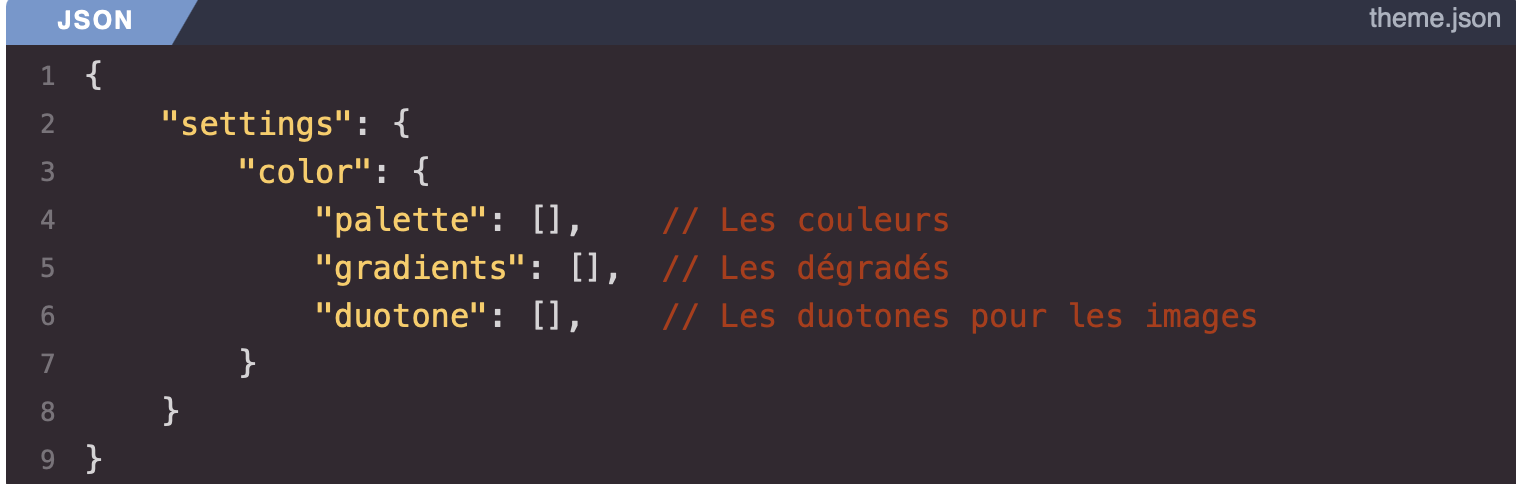 JSON theme.json
1 {
2     "settings": {
3         "color": {
4             "palette": [],    // Les couleurs
5             "gradients": [],  // Les dégradés
6             "duotone": [],    // Les duotones pour les images
7         }
8     }
9 }